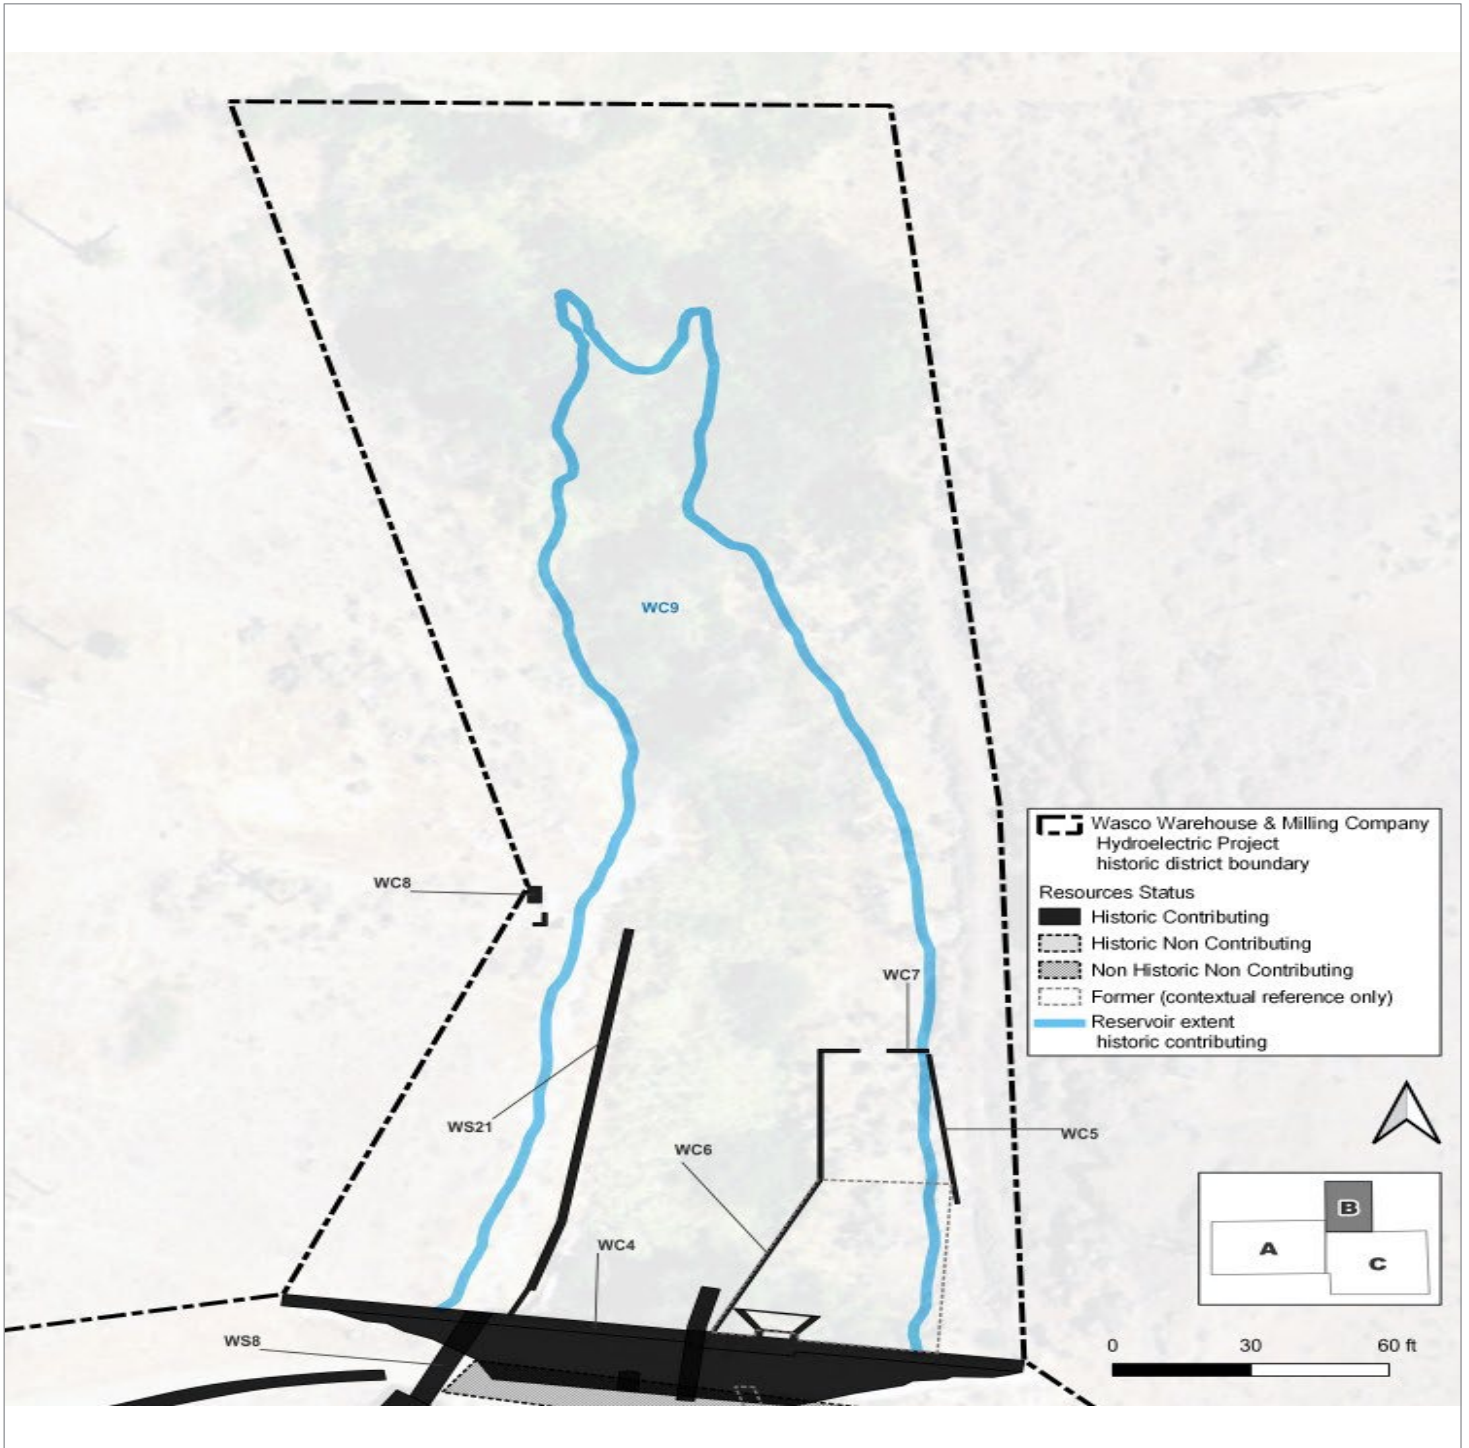 WC9
WC8
WC7
WS21
WC5
WC6
WC4
WS8
Wasco Warehouse & Milling Company
Hydroelectric Project
historic district boundary
Resources Status
Historic Contributing
Historic Non Contributing
Non Historic Non Contributing
Former (contextual reference only)
Reservoir extent
historic contributing
B
A
C
0 30 60 ft